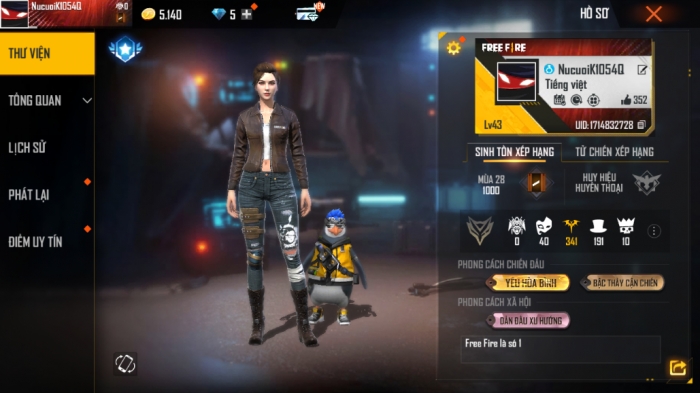 NucuoiK1O54Q
5.140
5
NEW
HỒ SƠ
THƯ VIỆN
TỔNG QUAN
LỊCH SỬ
PHÁT LẠI
ĐIỂM UY TÍN
FREE FIRE
NucuoiK1O54Q
Tiếng việt
352
Lv43
UID:1714832728
SINH TỒN XẾP HẠNG
TỬ CHIẾN XẾP HẠNG
MÙA 28
1000
HUY HIỆU
HUYỀN THOẠI
0 40 341 191 10
PHONG CÁCH CHIẾN ĐẤU
YÊU HÒA BÌNH
BẬC THẦY CẬN CHIẾN
PHONG CÁCH XÃ HỘI
DẪN ĐẦU XU HƯỚNG
Free Fire là số 1